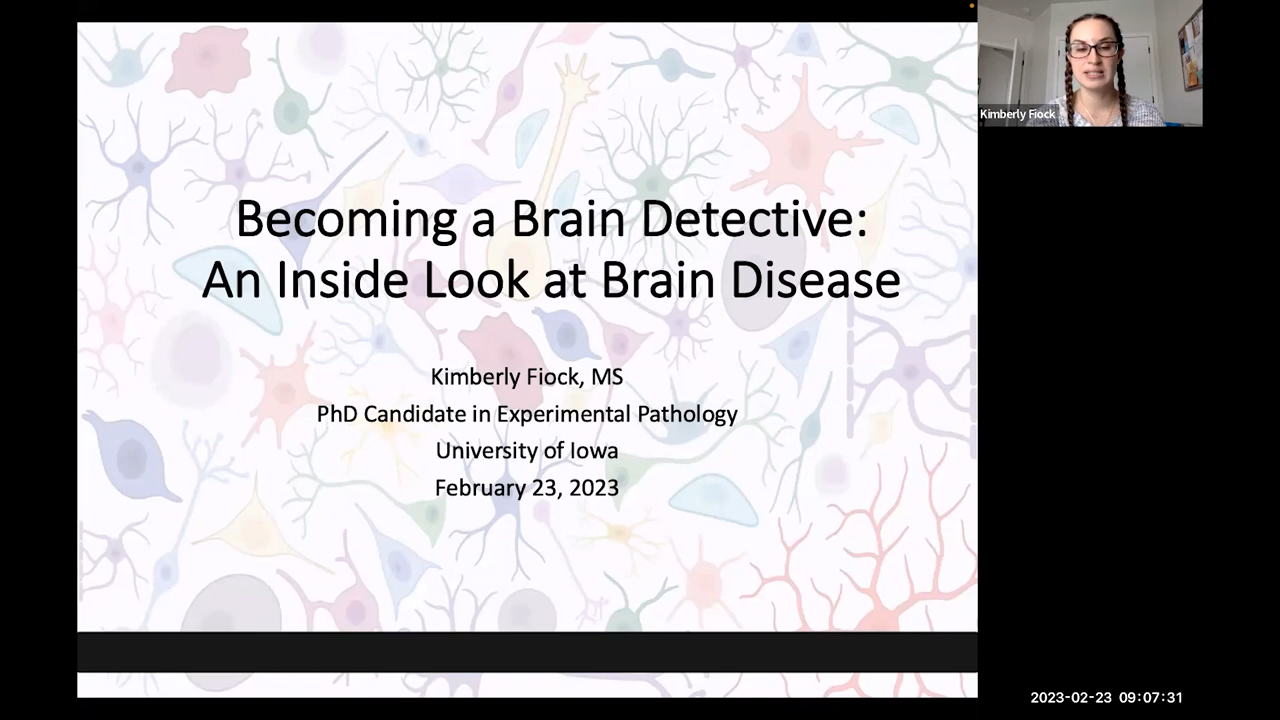 Becoming a Brain Detective:
An Inside Look at Brain Disease
Kimberly Fiock, MS
PhD Candidate in Experimental Pathology
University of Iowa
February 23, 2023
Kimberly Fiock
2023-02-23 09:07:31